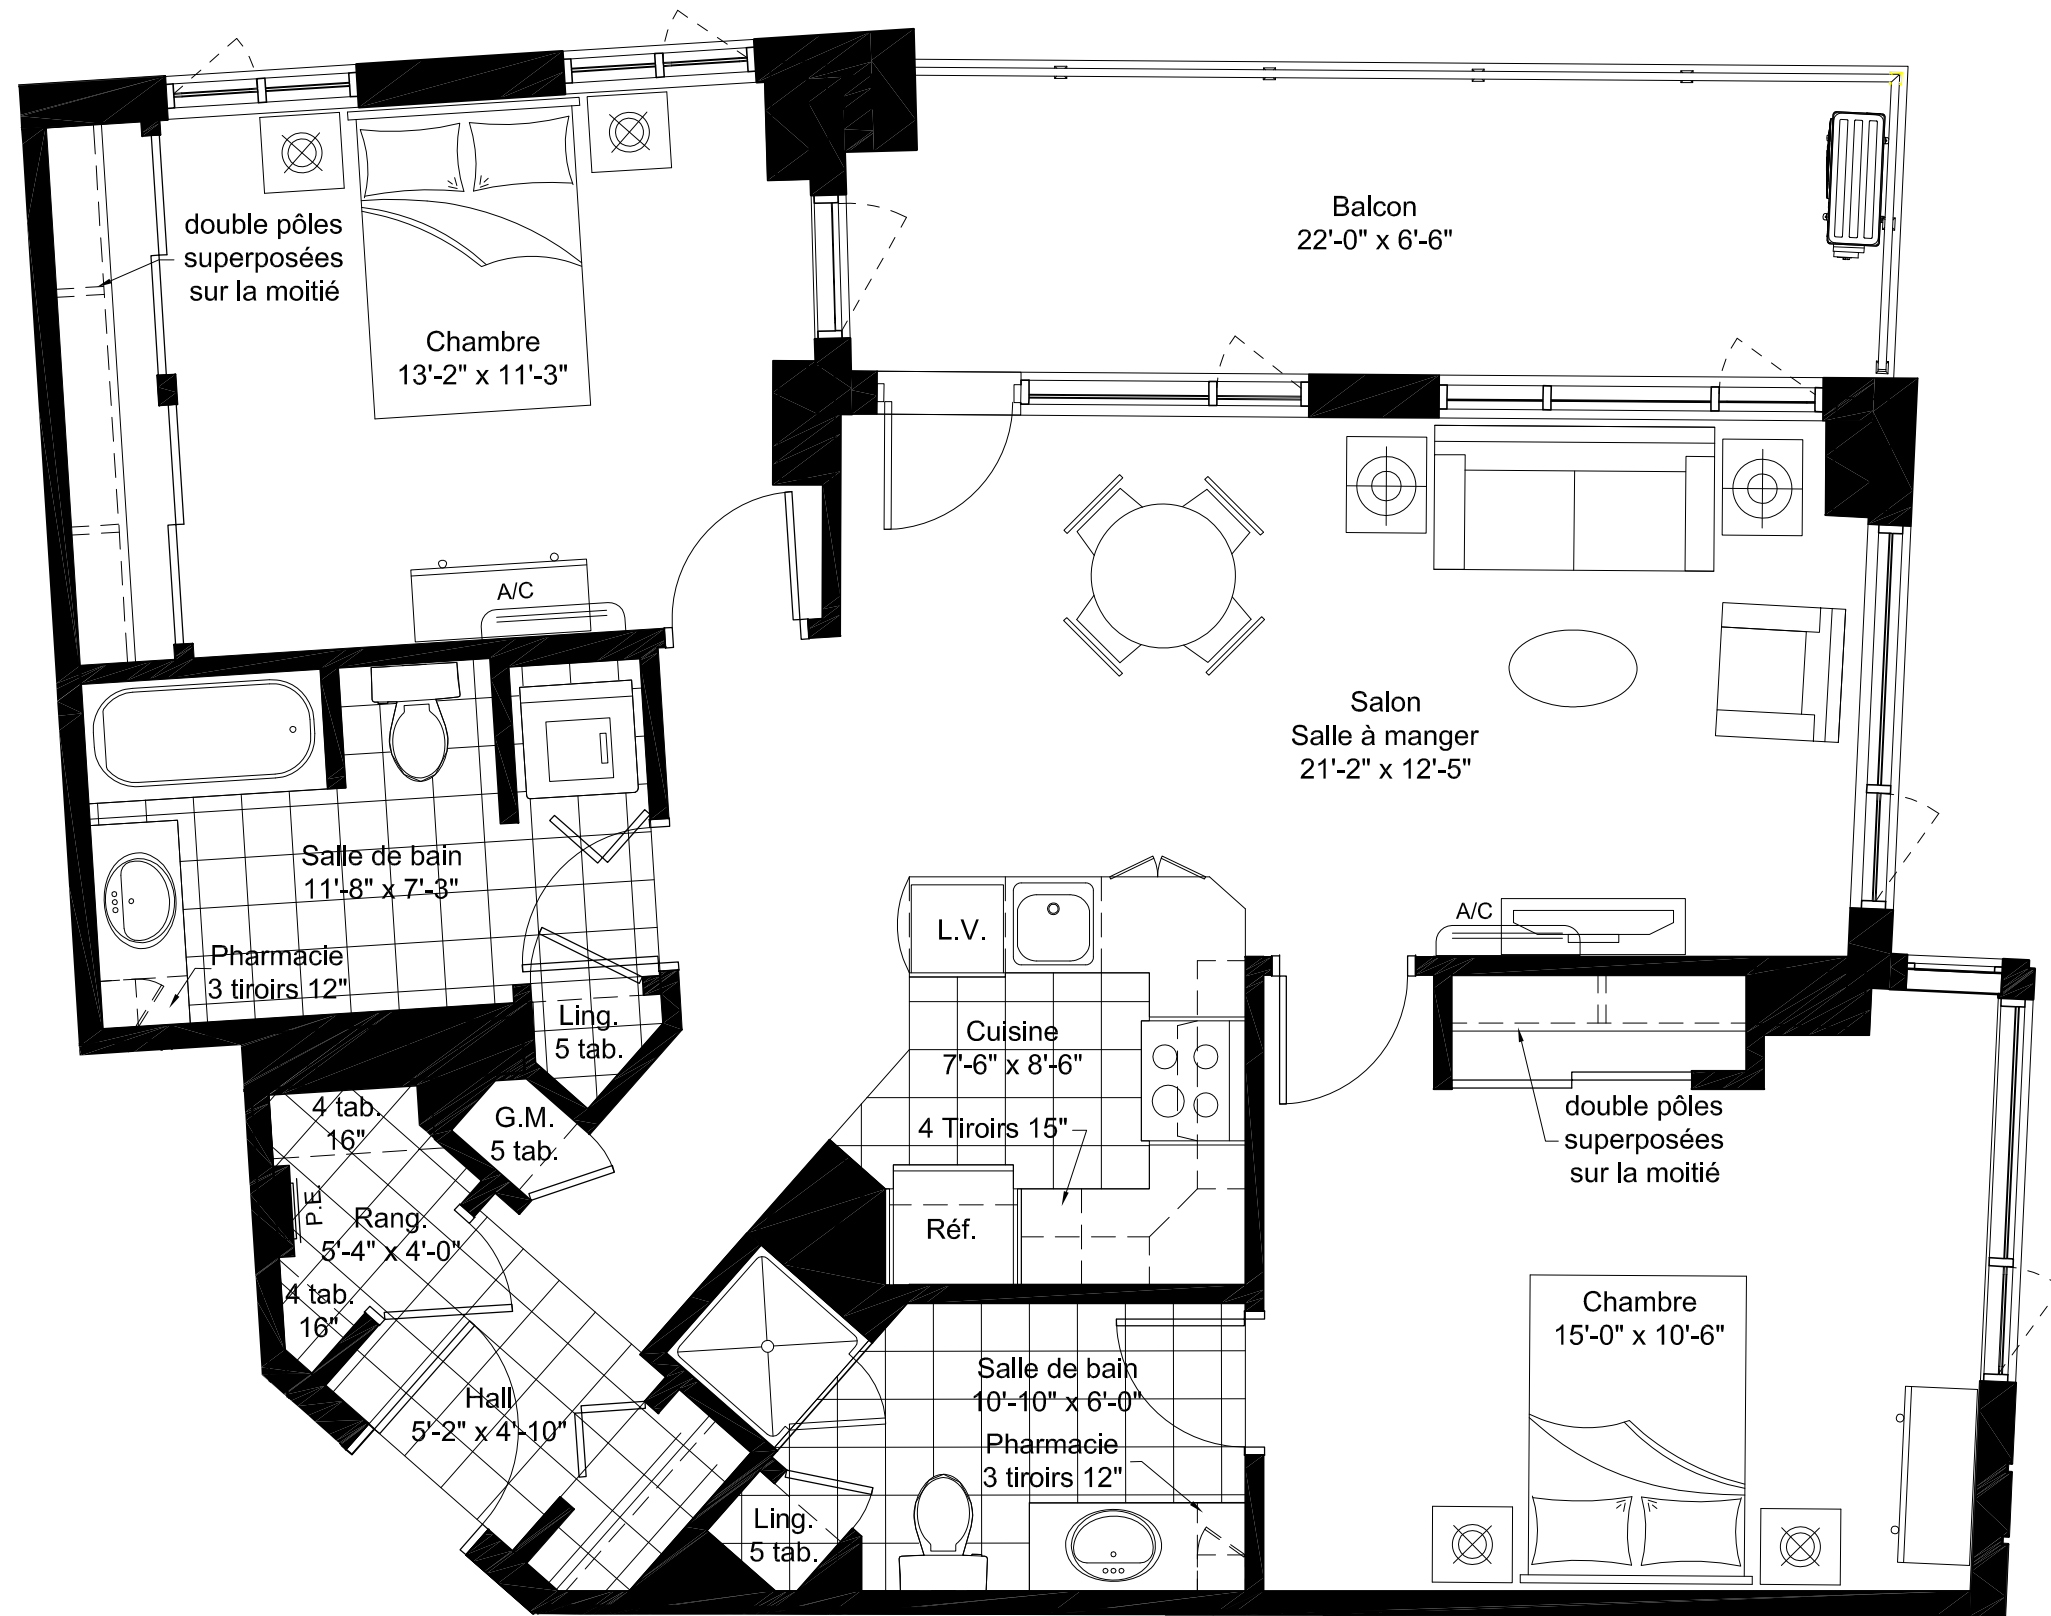 double pôles
superposées
sur la moitié
Chambre
13'-2" x 11'-3"
A/C
Balcon
22'-0" x 6'-6"
Salon
Salle à manger
21'-2" x 12'-5"
A/C
Salle de bain
11'-8" x 7'-3"
Pharmacie
3 tiroirs 12"
Ling.
5 tab.
L.V.
Cuisine
7'-6" x 8'-6"
4 Tiroirs 15"
Réf.
double pôles
superposées
sur la moitié
4 tab.
16"
G.M.
5 tab.
P.E.
Rang.
5'-4" x 4'-0"
4 tab.
16"
Hall
5'-2" x 4'-10"
Salle de bain
10'-10" x 6'-0"
Pharmacie
3 tiroirs 12"
Ling.
5 tab.
Chambre
15'-0" x 10'-6"